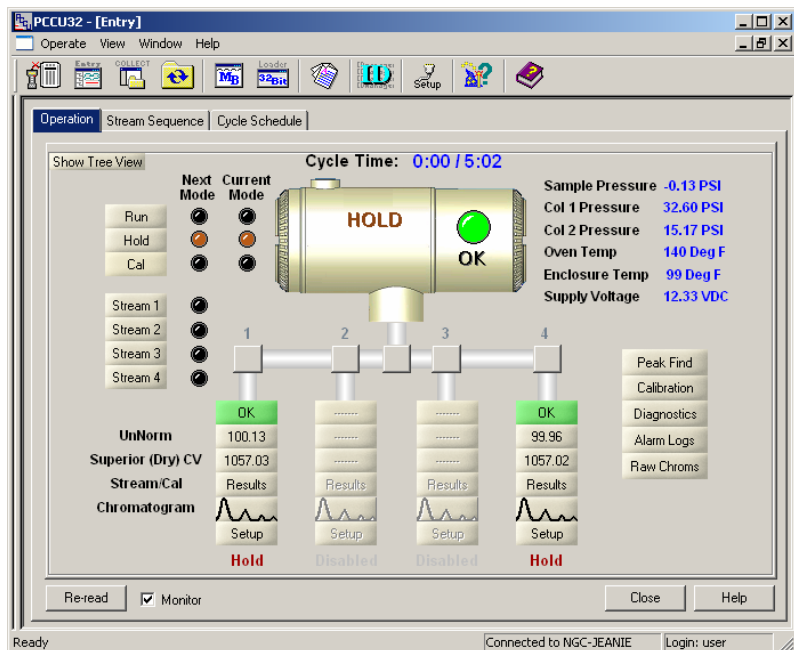 PCCU32 - [Entry]
Operate View Window Help
Entry COLLECT MB Loader 32Bit ID Setup
Operation Stream Sequence Cycle Schedule
Show Tree View
Cycle Time: 0:00 / 5:02
Next Mode Current Mode
Run
Hold
Cal
HOLD
OK
Sample Pressure -0.13 PSI
Col 1 Pressure 32.60 PSI
Col 2 Pressure 15.17 PSI
Oven Temp 140 Deg F
Enclosure Temp 99 Deg F
Supply Voltage 12.33 VDC
Stream 1
Stream 2
Stream 3
Stream 4
1 2 3 4
Peak Find
Calibration
Diagnostics
Alarm Logs
Raw Chroms
OK ------- ------- OK
UnNorm 100.13 ------- ------- 99.96
Superior (Dry) CV 1057.03 ------- ------- 1057.02
Stream/Cal Results Results Results Results
Chromatogram
Setup Setup Setup Setup
Hold Disabled Disabled Hold
Re-read Monitor Close Help
Ready Connected to NGC-JEANIE Login: user